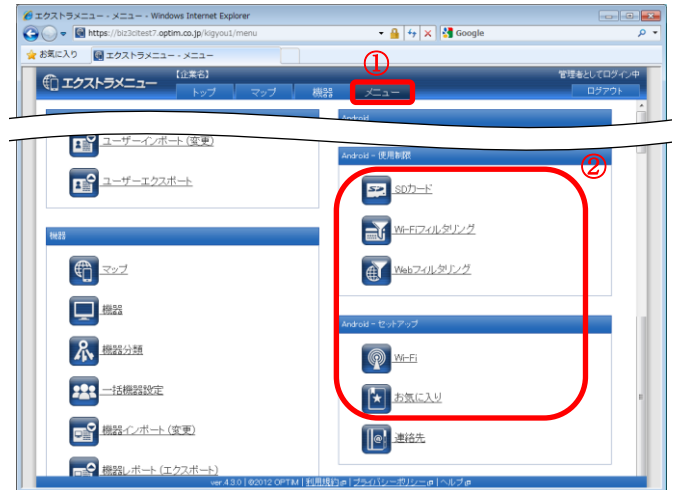 エクストラメニュー - メニュー - Windows Internet Explorer
https://biz3citest7.optim.co.jp/kigyou1/menu
Google
お気に入り
エクストラメニュー - メニュー
①
エクストラメニュー
【企業名】
管理者としてログイン中
トップ
マップ
機器
メニュー
ログアウト
Android
ユーザーインポート(変更)
ユーザーエクスポート
Android - 使用制限
②
SDカード
Wi-Fiフィルタリング
Webフィルタリング
機器
マップ
機器
機器分類
一括機器設定
機器インポート(変更)
機器レポート(エクスポート)
Android - セットアップ
Wi-Fi
お気に入り
連絡先
ver.4.3.0 | ©2012 OPTiM | 利用規約 | プライバシーポリシー | ヘルプ